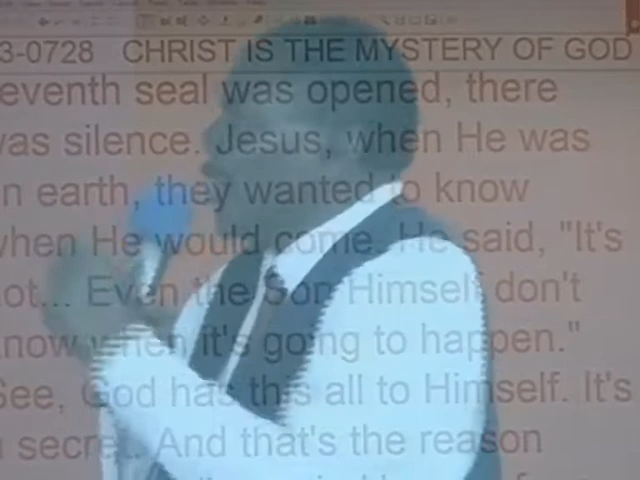 3-0728 CHRIST IS THE MYSTERY OF GOD
eventh seal was opened, there
was silence. Jesus, when He was
n earth, they wanted to know
when He would come. He said, "It's
ot... Even the Son Himself don't
know when it's going to happen."
See, God has this all to Himself. It's
a secret. And that's the reason